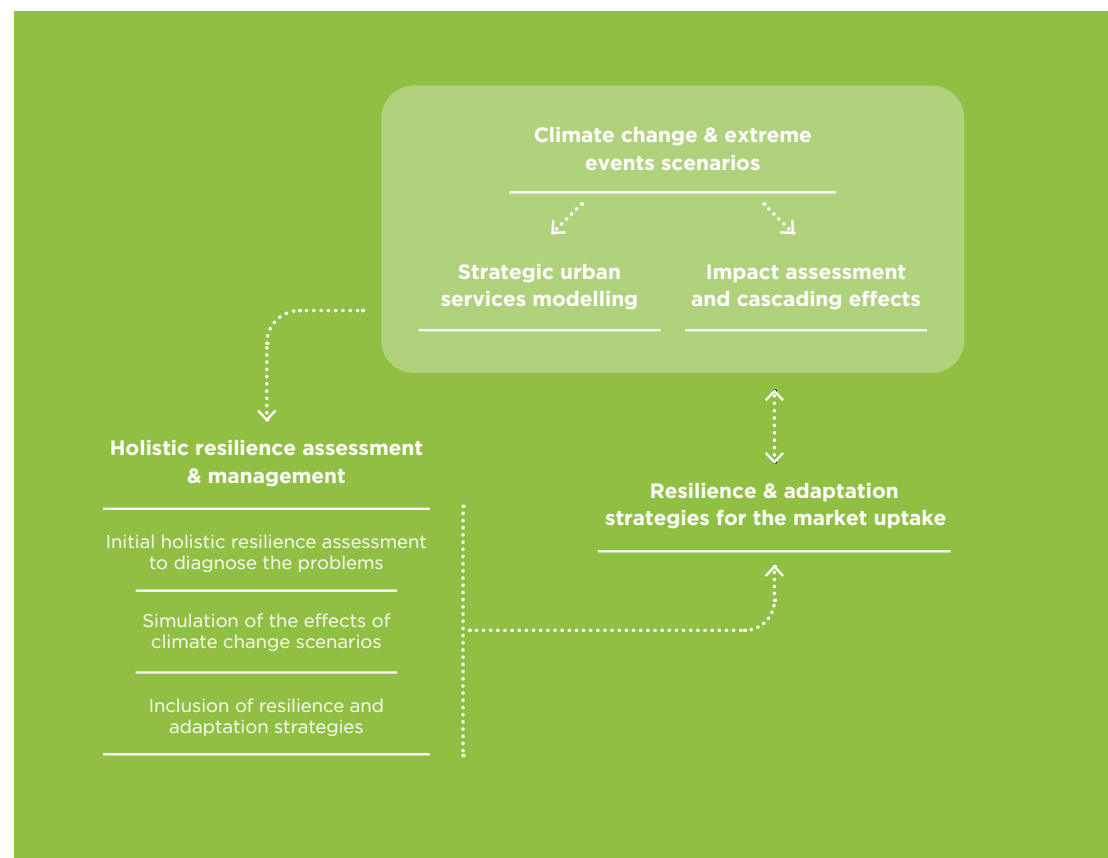 Climate change & extreme
events scenarios
Strategic urban
services modelling
Impact assessment
and cascading effects
Holistic resilience assessment
& management
Initial holistic resilience assessment
to diagnose the problems
Simulation of the effects of
climate change scenarios
Inclusion of resilience and
adaptation strategies
Resilience & adaptation
strategies for the market uptake